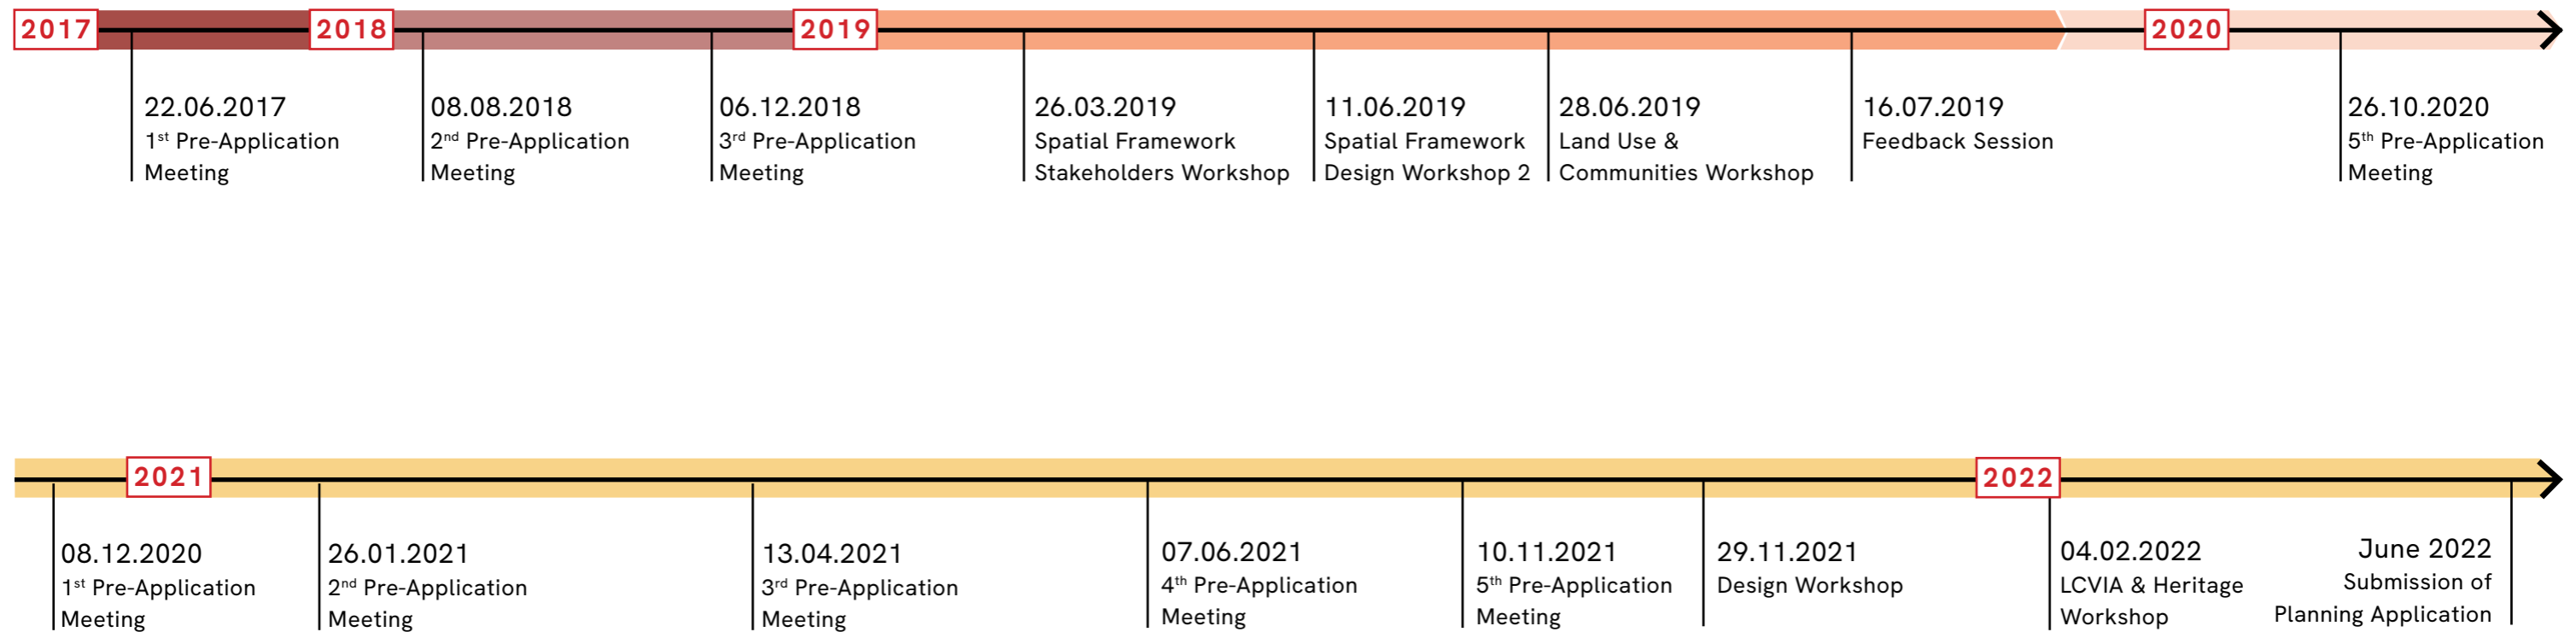 2017
2018
2019
2020
22.06.2017
1st Pre-Application
Meeting
08.08.2018
2nd Pre-Application
Meeting
06.12.2018
3rd Pre-Application
Meeting
26.03.2019
Spatial Framework
Stakeholders Workshop
11.06.2019
Spatial Framework
Design Workshop 2
28.06.2019
Land Use &
Communities Workshop
16.07.2019
Feedback Session
26.10.2020
5th Pre-Application
Meeting
2021
2022
08.12.2020
1st Pre-Application
Meeting
26.01.2021
2nd Pre-Application
Meeting
13.04.2021
3rd Pre-Application
Meeting
07.06.2021
4th Pre-Application
Meeting
10.11.2021
5th Pre-Application
Meeting
29.11.2021
Design Workshop
04.02.2022
LCVIA & Heritage
Workshop
June 2022
Submission of
Planning Application